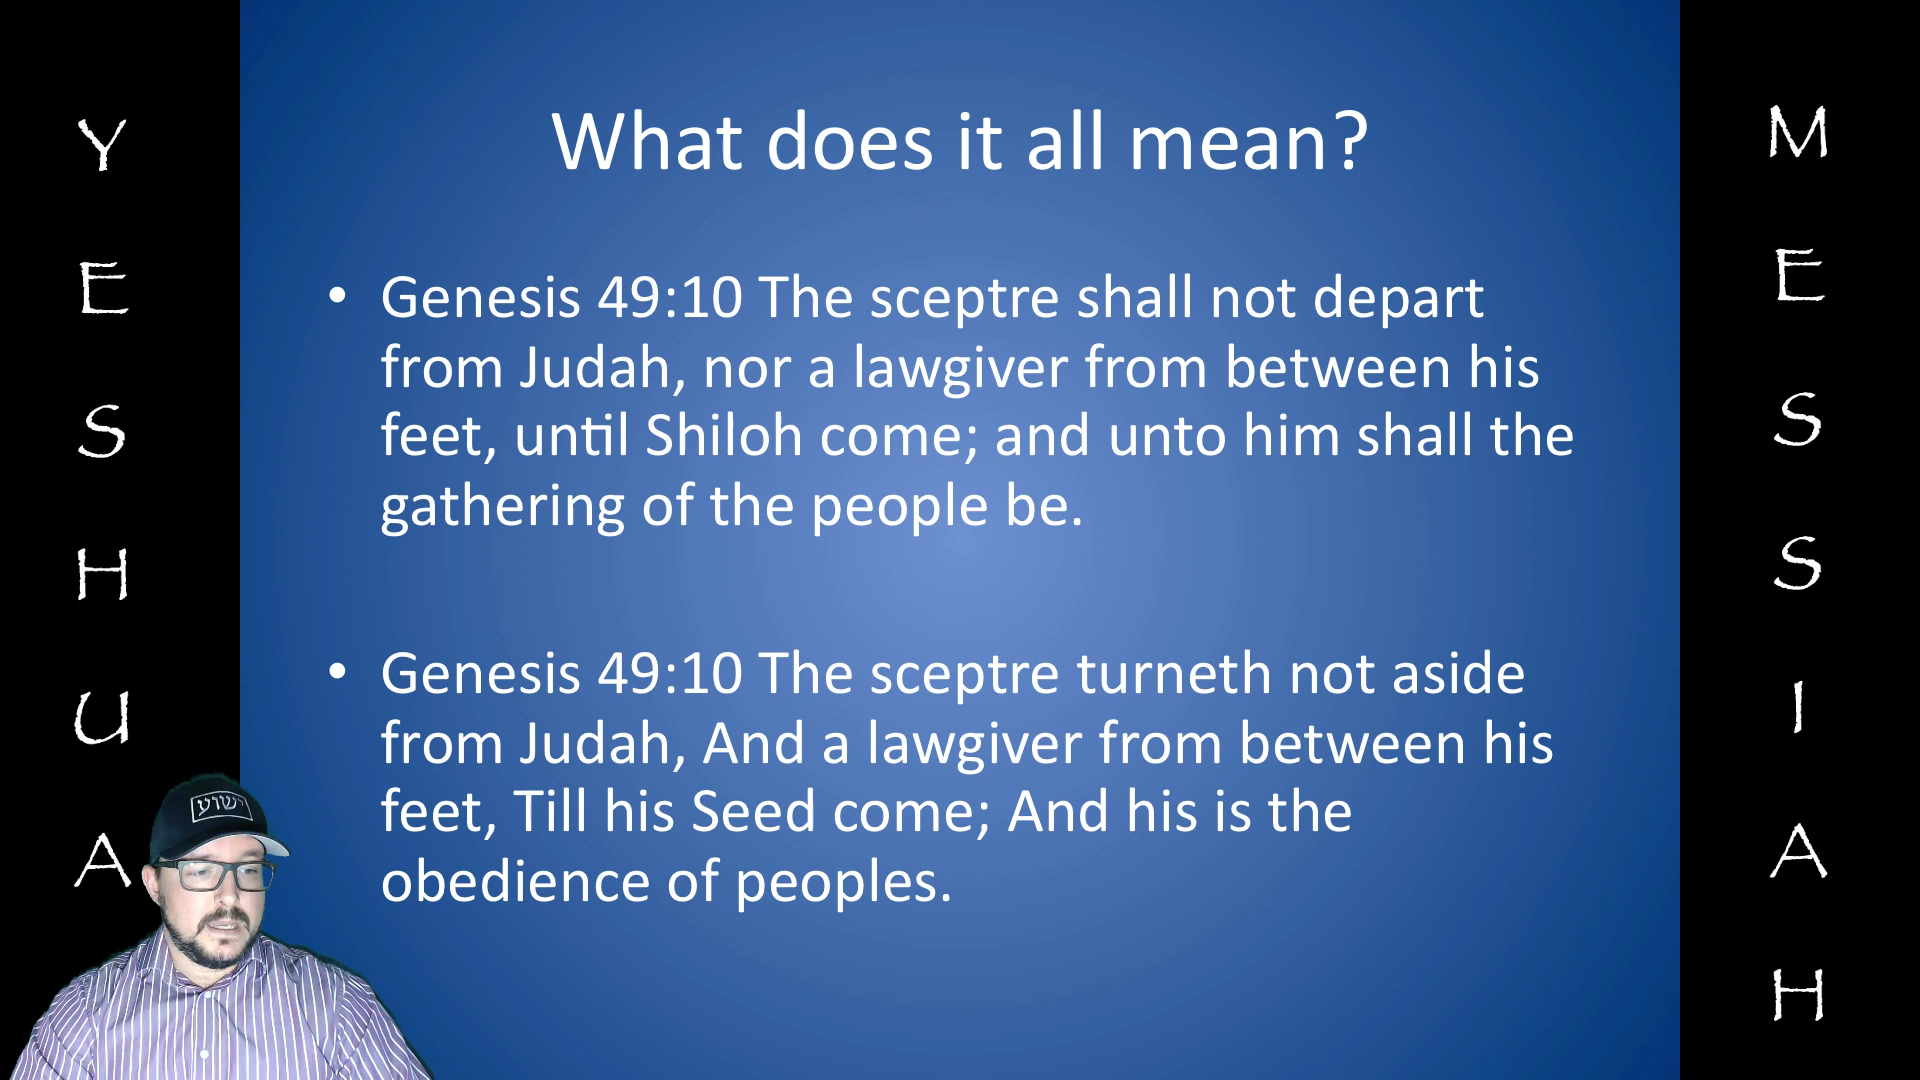 What does it all mean?
• Genesis 49:10 The sceptre shall not depart
from Judah, nor a lawgiver from between his
feet, until Shiloh come; and unto him shall the
gathering of the people be.
• Genesis 49:10 The sceptre turneth not aside
from Judah, And a lawgiver from between his
feet, Till his Seed come; And his is the
obedience of peoples.
Y
E
S
H
U
A
M
E
S
S
I
A
H
ישוע